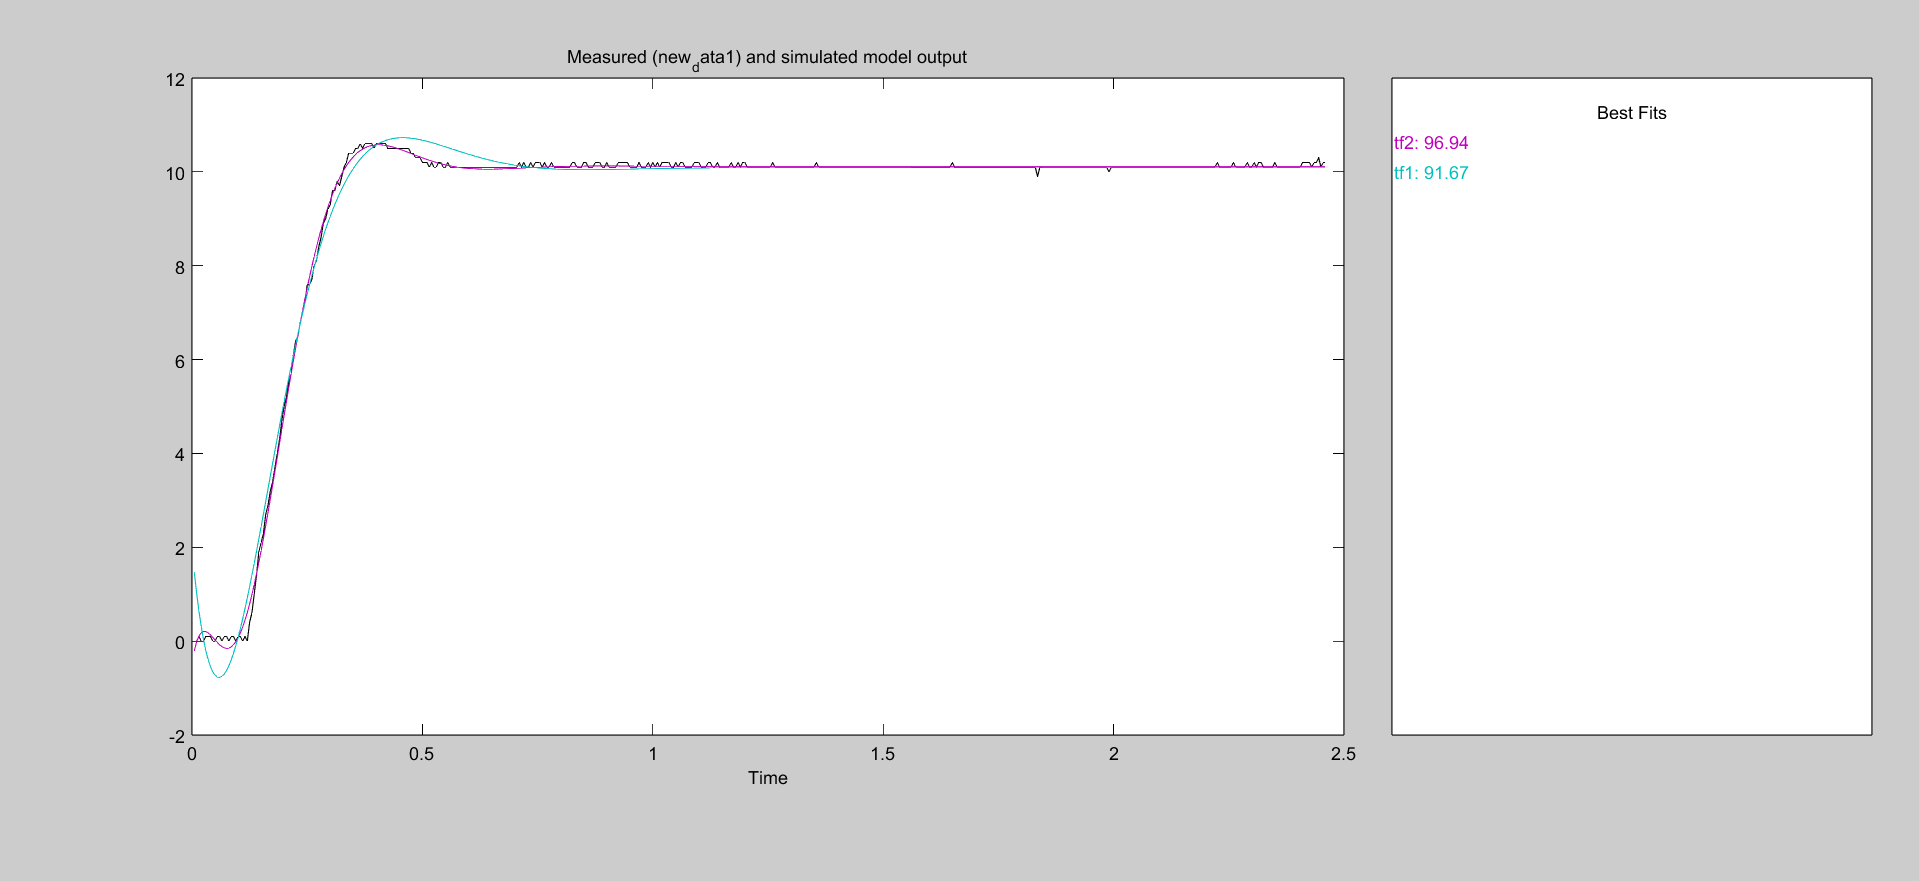 Measured (new_data1) and simulated model output
12
10
8
6
4
2
0
-2
0 0.5 1 1.5 2 2.5
Time
Best Fits
tf2: 96.94
tf1: 91.67